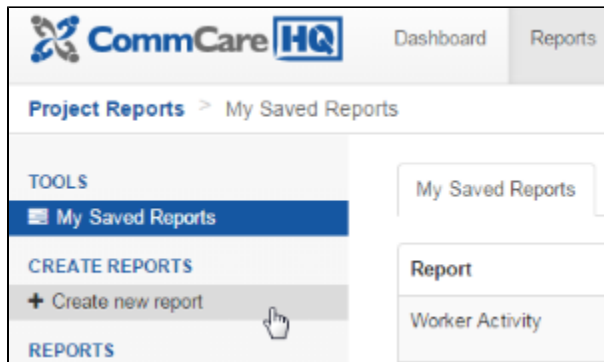 CommCare HQ Dashboard Reports
Project Reports > My Saved Reports
TOOLS
My Saved Reports
CREATE REPORTS
+ Create new report
REPORTS
My Saved Reports
Report
Worker Activity